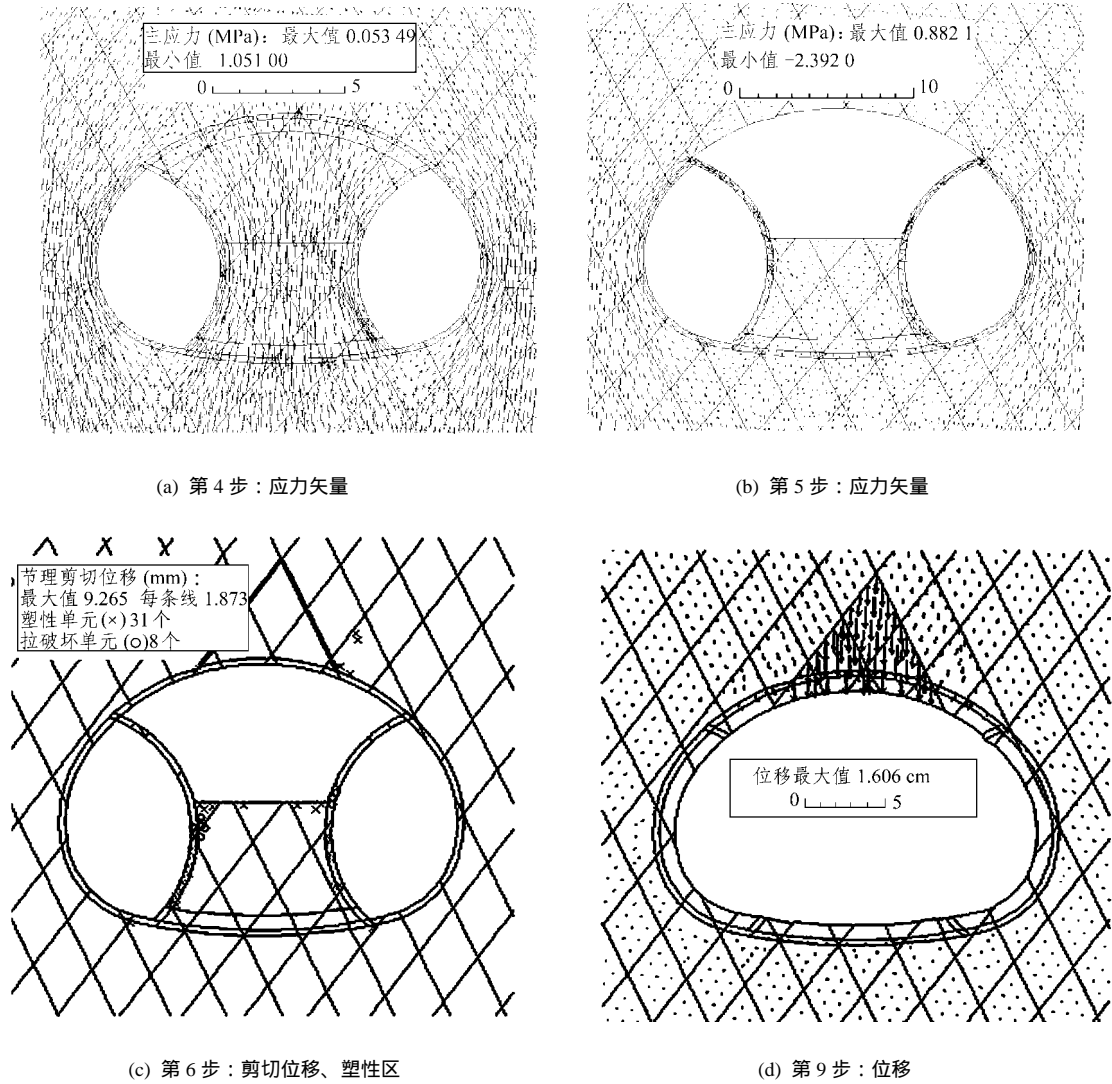 主应力 (MPa)：最大值 0.053 49
最小值 1.051 00
0 5
主应力 (MPa)：最大值 0.882 1
最小值 -2.392 0
0 10
(a) 第 4 步：应力矢量
(b) 第 5 步：应力矢量
节理剪切位移 (mm)：
最大值 9.265 每条线 1.873
塑性单元(×)31个
拉破坏单元(○)8个
位移最大值 1.606 cm
0 5
(c) 第 6 步：剪切位移、塑性区
(d) 第 9 步：位移